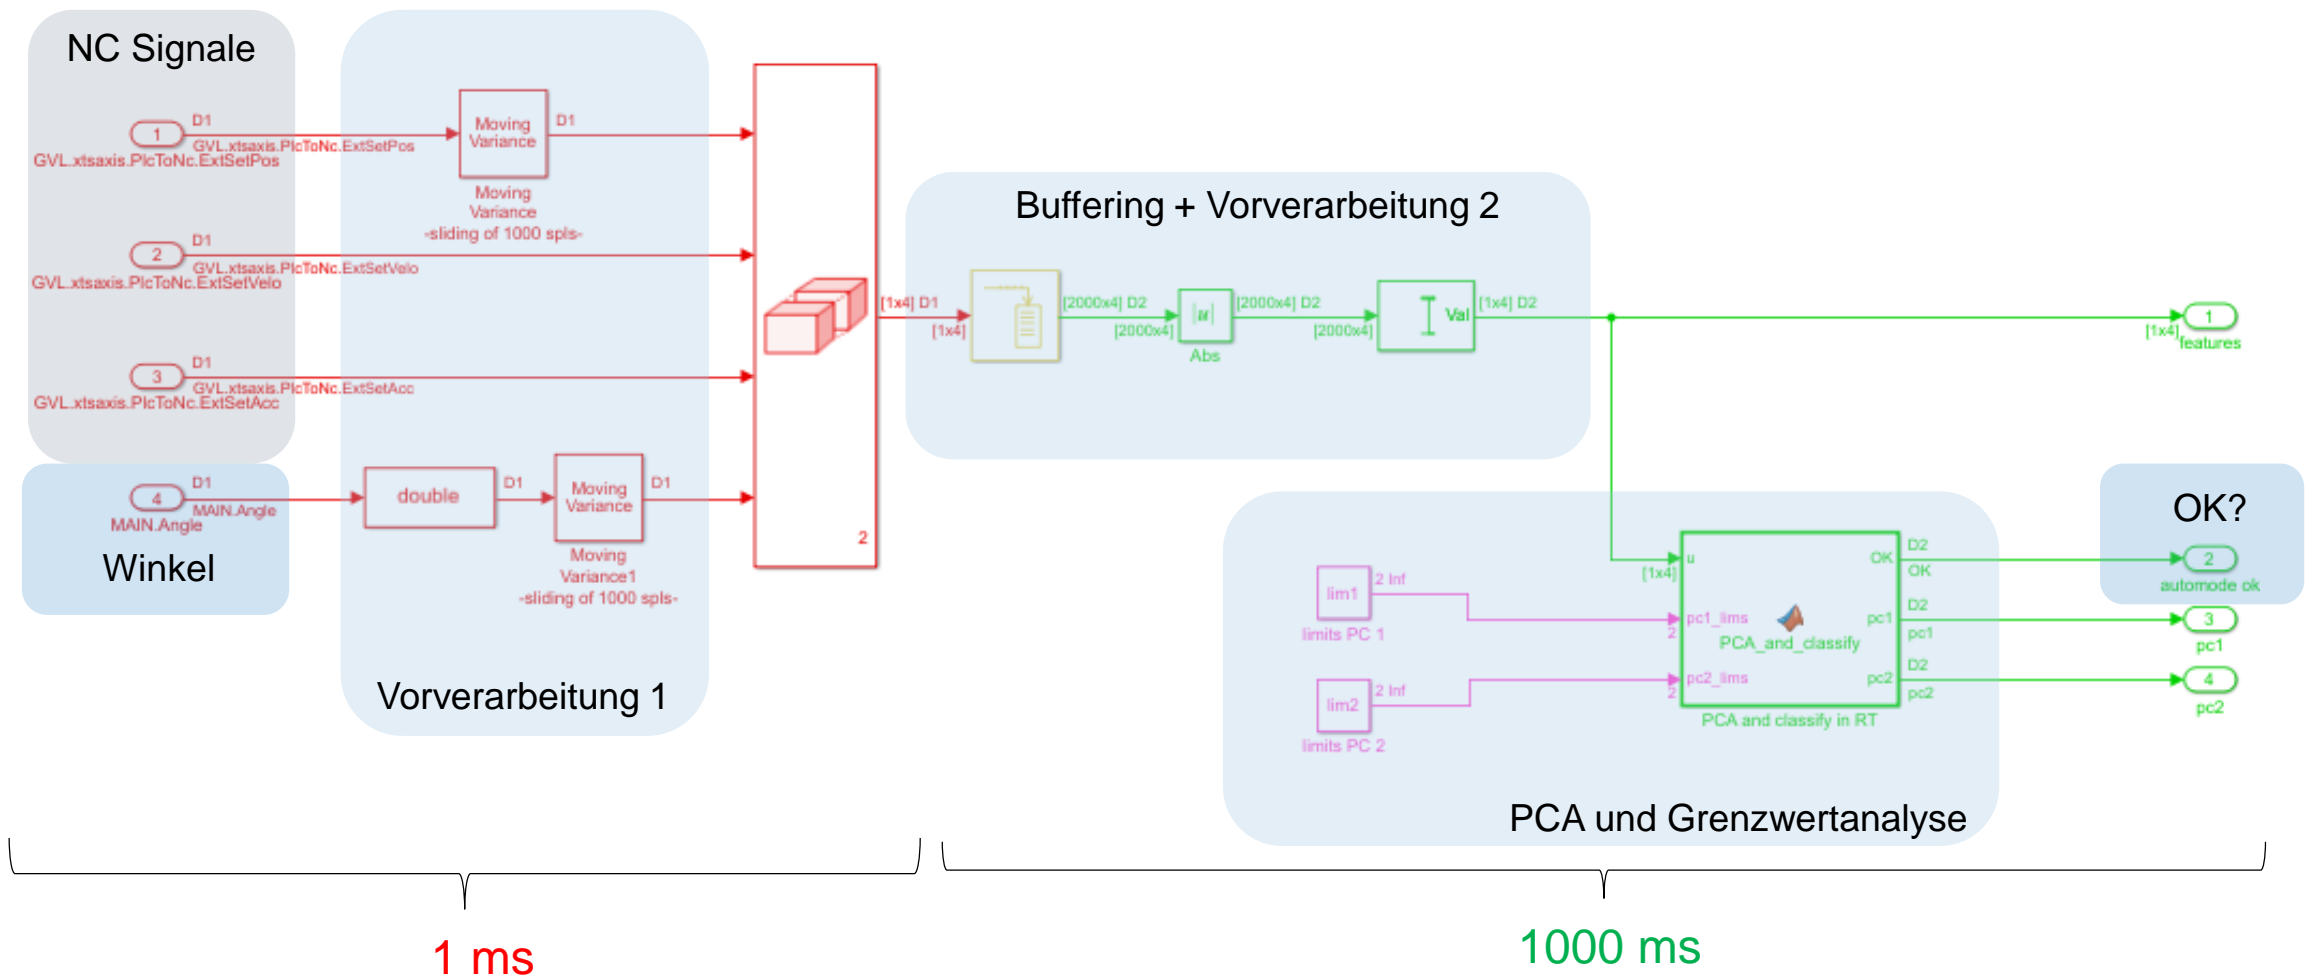 NC Signale
1
D1
GVL.xtsaxis.PlcToNc.ExtSetPos
GVL.xtsaxis.PlcToNc.ExtSetPos
2
D1
GVL.xtsaxis.PlcToNc.ExtSetVelo
GVL.xtsaxis.PlcToNc.ExtSetVelo
3
D1
GVL.xtsaxis.PlcToNc.ExtSetAcc
GVL.xtsaxis.PlcToNc.ExtSetAcc
4
D1
MAIN.Angle
MAIN.Angle
Winkel
Moving
Variance
D1
Moving
Variance
-sliding of 1000 spls-
double
D1
Moving
Variance
D1
Moving
Variance1
-sliding of 1000 spls-
Vorverarbeitung 1
2
[1x4] D1
[1x4]
Buffering + Vorverarbeitung 2
[2000x4] D2
[2000x4]
|u|
Abs
[2000x4] D2
[2000x4]
Val
[1x4] D2
[1x4]
1
features
lim1
2 Inf
limits PC 1
lim2
2 Inf
limits PC 2
[1x4]
u
pc1_lims
2
pc2_lims
2
PCA_and_classify
OK
pc1
pc2
PCA and classify in RT
D2
OK
D2
pc1
D2
pc2
PCA und Grenzwertanalyse
OK?
2
automode ok
3
pc1
4
pc2
1 ms
1000 ms